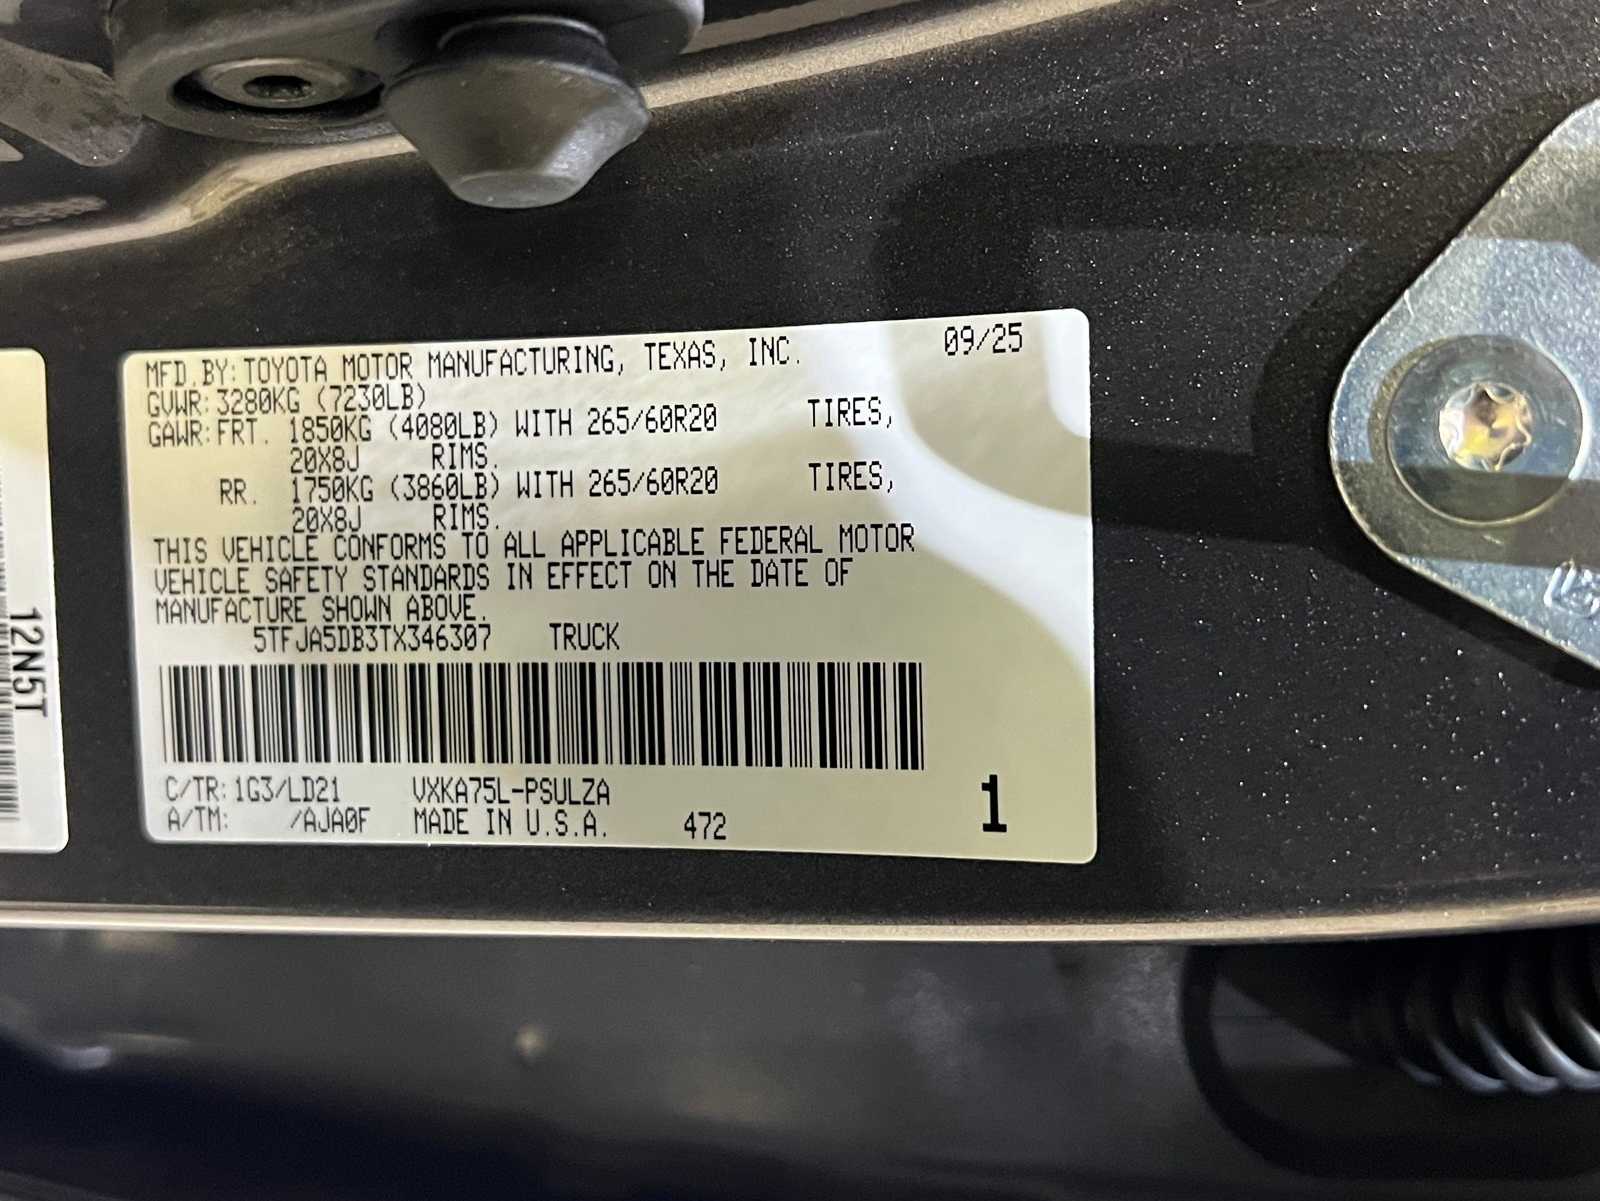 MFD.BY:TOYOTA MOTOR MANUFACTURING, TEXAS, INC. 09/25
GVWR:3280KG (7230LB)
GAWR:FRT. 1850KG (4080LB) WITH 265/60R20 TIRES,
20X8J RIMS.
RR. 1750KG (3860LB) WITH 265/60R20 TIRES,
20X8J RIMS.
THIS VEHICLE CONFORMS TO ALL APPLICABLE FEDERAL MOTOR
VEHICLE SAFETY STANDARDS IN EFFECT ON THE DATE OF
MANUFACTURE SHOWN ABOVE.
5TFJA5DB3TX346307 TRUCK
C/TR:1G3/LD21 VXKA75L-PSULZA
A/TM: /AJA0F MADE IN U.S.A. 472
1
12N5T